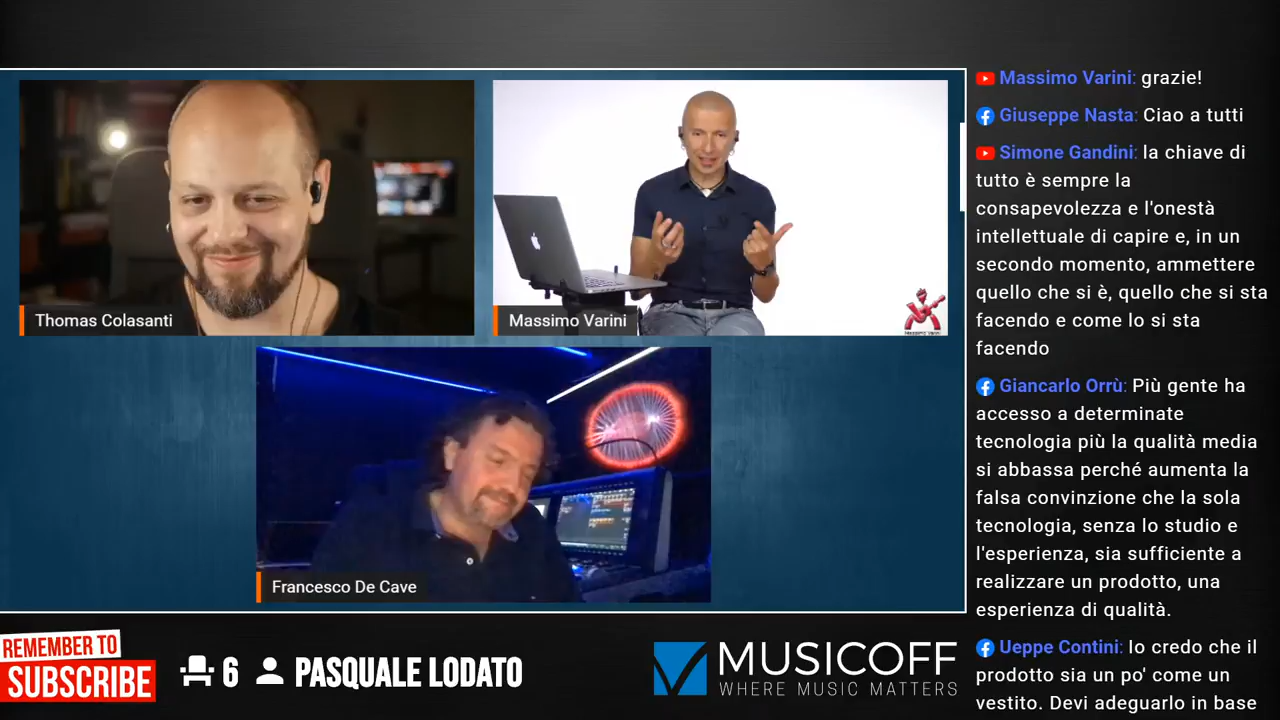 Thomas Colasanti
Massimo Varini
Francesco De Cave
Massimo Varini: grazie!
Giuseppe Nasta: Ciao a tutti
Simone Gandini: la chiave di
tutto è sempre la
consapevolezza e l'onestà
intellettuale di capire e, in un
secondo momento, ammettere
quello che si è, quello che si sta
facendo e come lo si sta
facendo
Giancarlo Orrù: Più gente ha
accesso a determinate
tecnologia più la qualità media
si abbassa perché aumenta la
falsa convinzione che la sola
tecnologia, senza lo studio e
l'esperienza, sia sufficiente a
realizzare un prodotto, una
esperienza di qualità.
Ueppe Contini: Io credo che il
prodotto sia un po' come un
vestito. Devi adeguarlo in base
REMEMBER TO
SUBSCRIBE
6 PASQUALE LODATO
MUSICOFF
WHERE MUSIC MATTERS